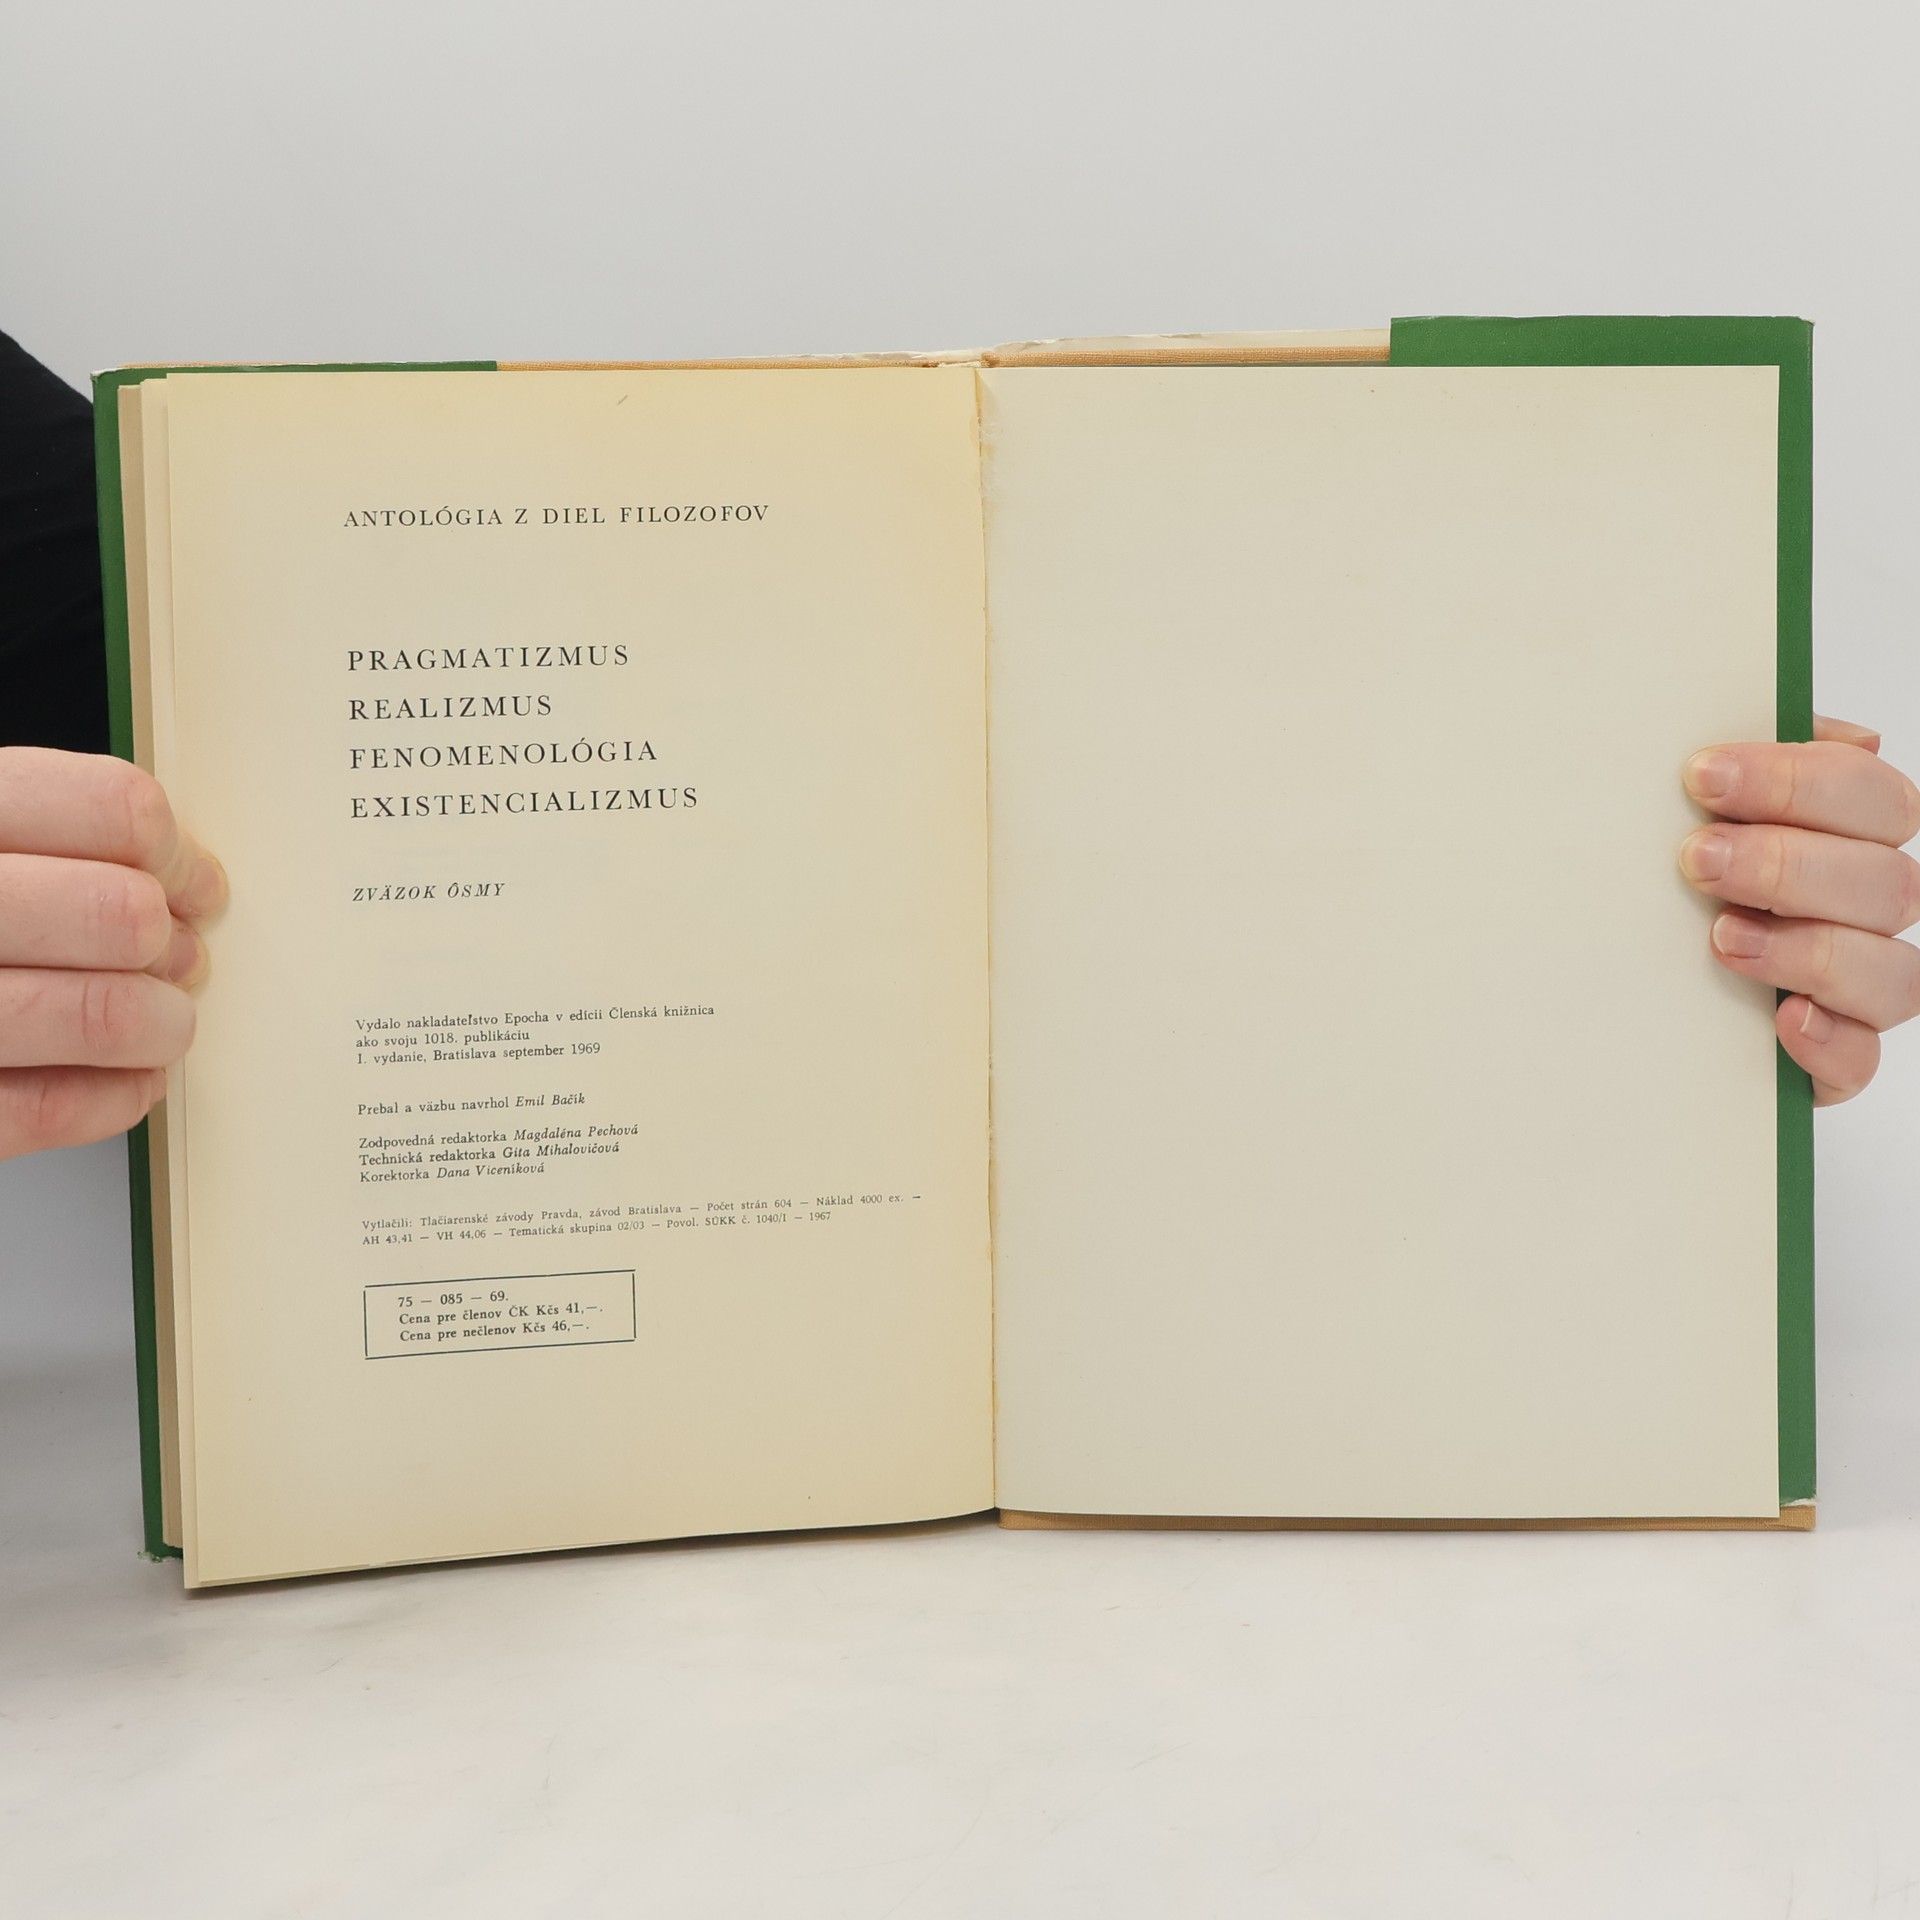 ANTOLÓGIA Z DIEL FILOZOFOV
PRAGMATIZMUS
REALIZMUS
FENOMENOLÓGIA
EXISTENCIALIZMUS
ZVÄZOK ÔSMY
Vydalo nakladateľstvo Epocha v edícii Členská knižnica
ako svoju 1018. publikáciu
I. vydanie, Bratislava september 1969
Prebal a väzbu navrhol Emil Bačík
Zodpovedná redaktorka Magdaléna Pechová
Technická redaktorka Gita Mihalovičová
Korektorka Dana Viceníková
Vytlačili: Tlačiarenské závody Pravda, závod Bratislava — Počet strán 604 — Náklad 4000 ex. —
AH 43,41 — VH 44,06 — Tematická skupina 02/03 — Povol. SÚKK č. 1040/I — 1967
75 — 085 — 69.
Cena pre členov ČK Kčs 41,—.
Cena pre nečlenov Kčs 46,—.